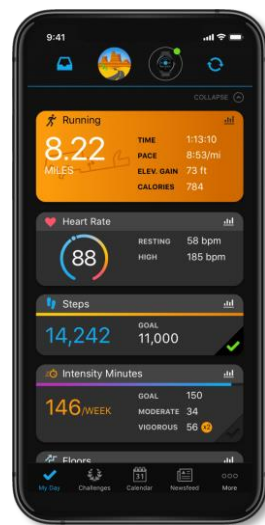 9:41
COLLAPSE
Running
8.22
MILES
TIME 1:13:10
PACE 8:53/mi
ELEV. GAIN 73 ft
CALORIES 784
Heart Rate
88
RESTING 58 bpm
HIGH 185 bpm
Steps
14,242
GOAL
11,000
Intensity Minutes
146/WEEK
GOAL 150
MODERATE 34
VIGOROUS 56 x2
Floors
31
My Day Challenges Calendar Newsfeed More